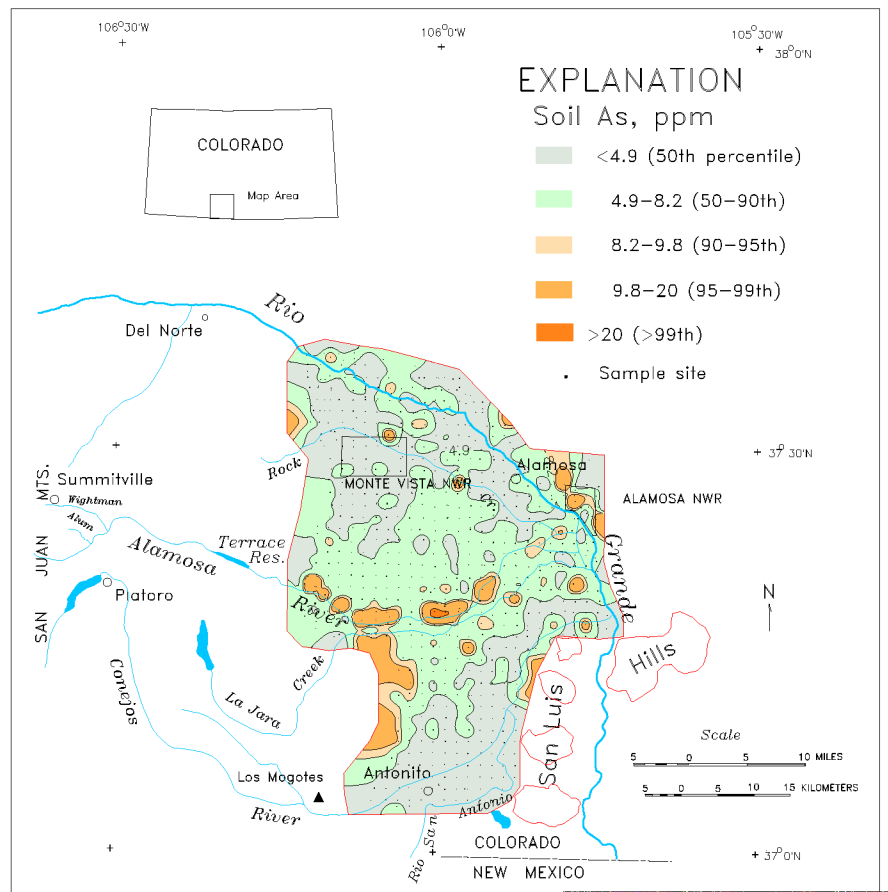 106°30'W
106°0'W
105°30'W
38°0'N
EXPLANATION
Soil As, ppm
<4.9 (50th percentile)
4.9-8.2 (50-90th)
8.2-9.8 (90-95th)
9.8-20 (95-99th)
>20 (>99th)
Sample site
COLORADO
Map Area
Rio
Del Norte
37°30'N
4.9
Rock
Cr.
Alamosa
MONTE VISTA NWR
ALAMOSA NWR
SAN JUAN MTS.
Summitville
Wightman
Alum
Alamosa
Terrace
Res.
River
Grande
Platoro
N
Conejos
Creek
La Jara
San Luis
Hills
Scale
5 0 5 10 MILES
5 0 5 10 15 KILOMETERS
Los Mogotes
Antonito
River
Rio San
Antonio
COLORADO
NEW MEXICO
37°0'N